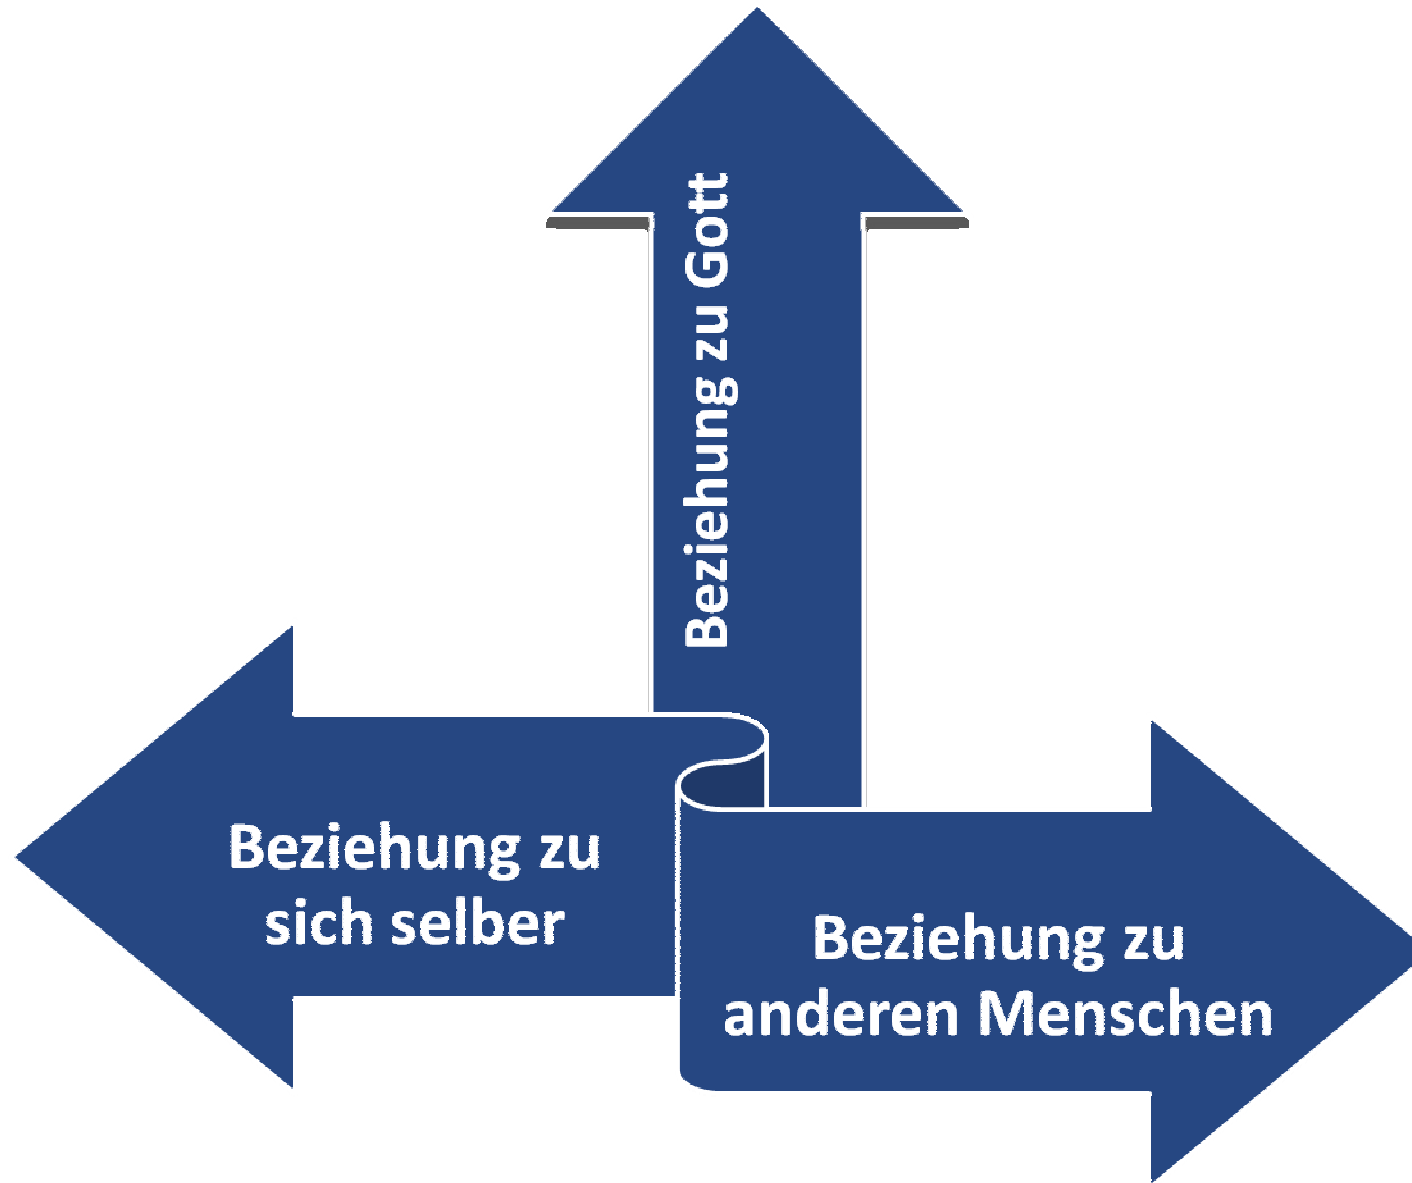 Beziehung zu Gott
Beziehung zu
sich selber
Beziehung zu
anderen Menschen